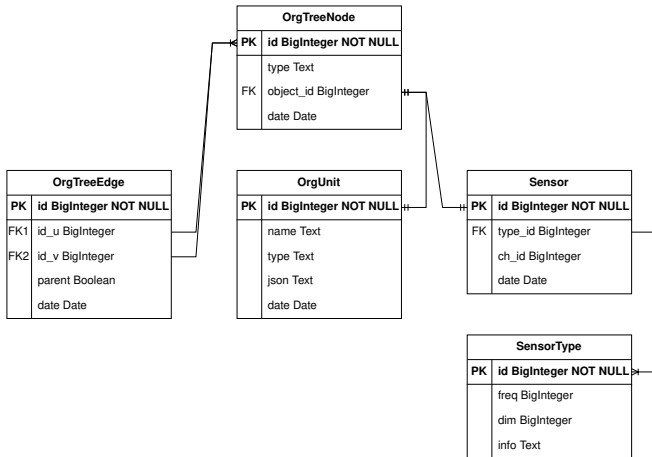 OrgTreeNode
PK id BigInteger NOT NULL
type Text
FK object_id BigInteger
date Date
OrgTreeEdge
PK id BigInteger NOT NULL
FK1 id_u BigInteger
FK2 id_v BigInteger
parent Boolean
date Date
OrgUnit
PK id BigInteger NOT NULL
name Text
type Text
json Text
date Date
Sensor
PK id BigInteger NOT NULL
FK type_id BigInteger
ch_id BigInteger
date Date
SensorType
PK id BigInteger NOT NULL
freq BigInteger
dim BigInteger
info Text